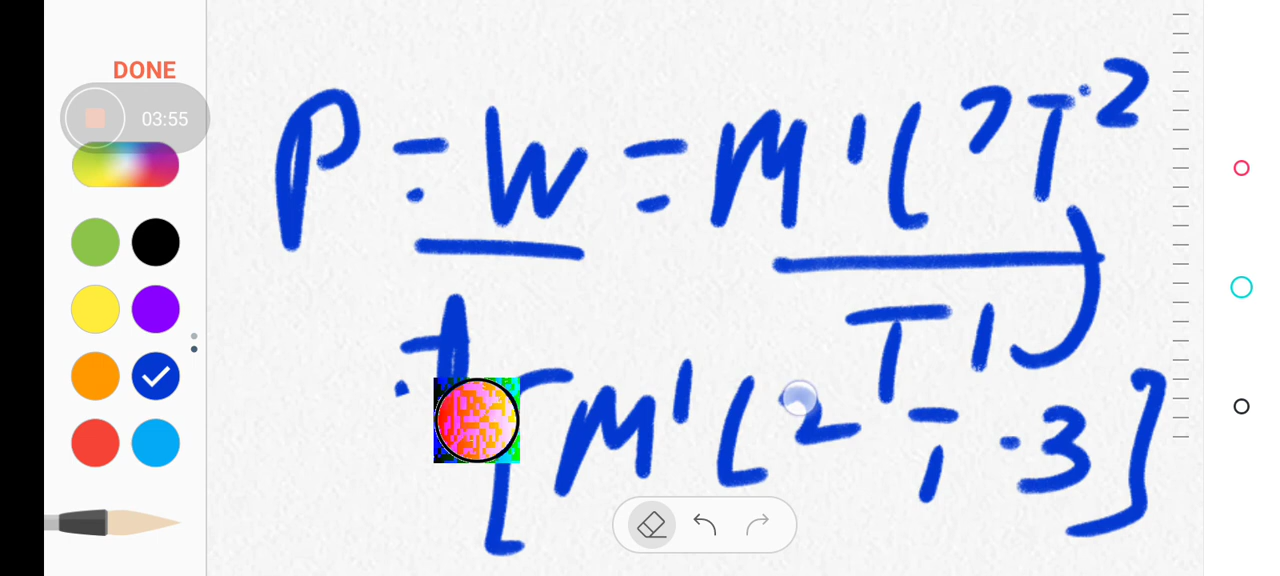 DONE
03:55
P = W = M¹L²T⁻²
t T¹
[M¹L²T⁻³]